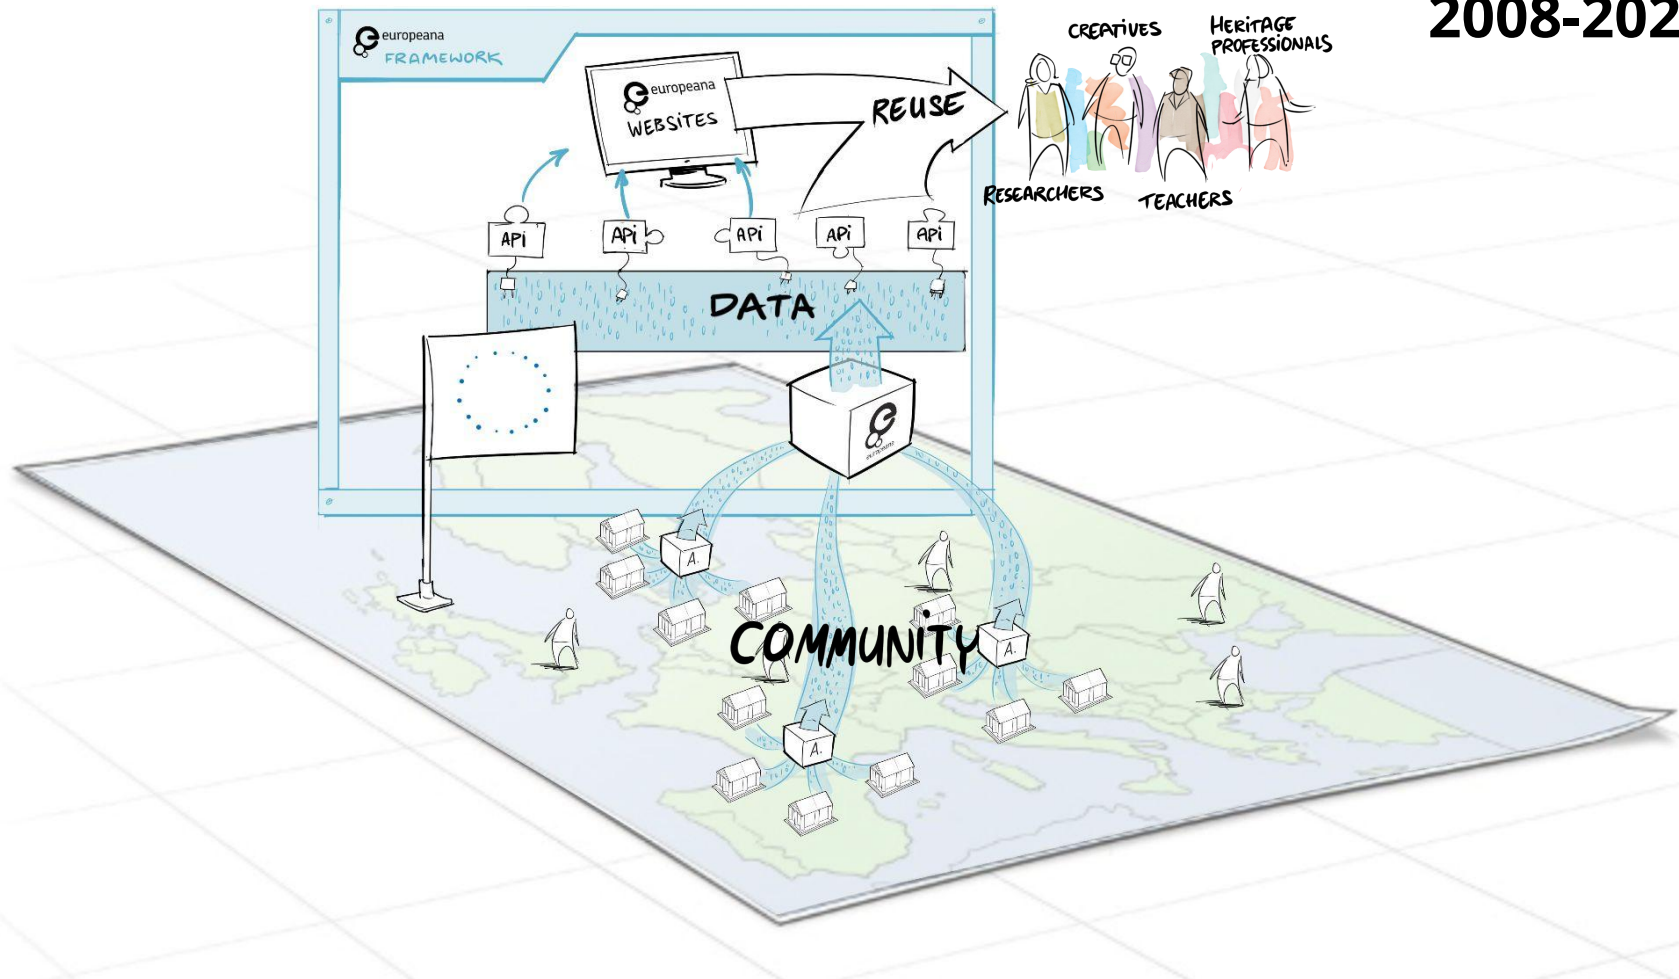 2008-202
europeana
FRAMEWORK
CREATIVES
HERITAGE
PROFESSIONALS
europeana
WEBSITES
REUSE
RESEARCHERS
TEACHERS
API
API
API
API
API
DATA
europeana
A.
COMMUNITY
A.
A.